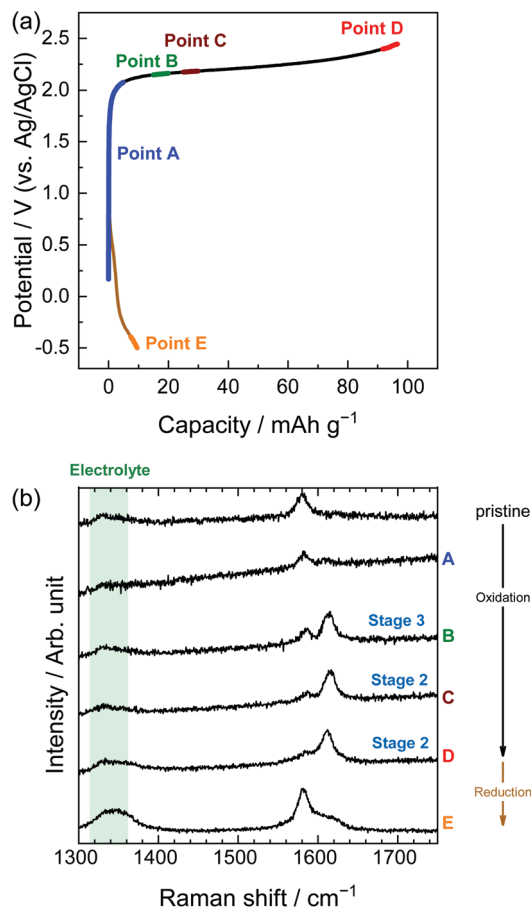 (a)
2.5
2.0
1.5
1.0
0.5
0.0
-0.5
Potential / V (vs. Ag/AgCl)
Point D
Point C
Point B
Point A
Point E
0 20 40 60 80 100
Capacity / mAh g⁻¹
Electrolyte
(b)
Intensity / Arb. unit
pristine
A
Oxidation
Stage 3
B
Stage 2
C
Stage 2
D
Reduction
E
1300 1400 1500 1600 1700
Raman shift / cm⁻¹